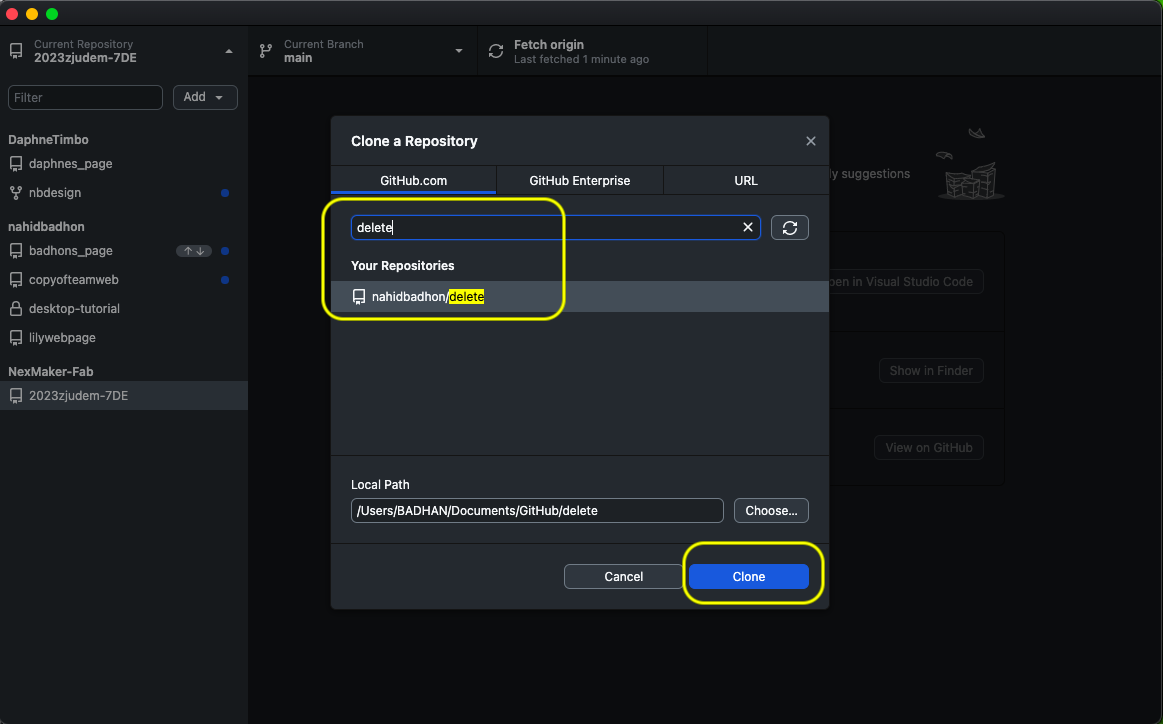 Current Repository
2023zjudem-7DE
Current Branch
main
Fetch origin
Last fetched 1 minute ago
Filter
Add
DaphneTimbo
daphnes_page
nbdesign
nahidbadhon
badhons_page
copyofteamweb
desktop-tutorial
lilywebpage
NexMaker-Fab
2023zjudem-7DE
Clone a Repository
GitHub.com
GitHub Enterprise
URL
delete
Your Repositories
nahidbadhon/delete
Local Path
/Users/BADHAN/Documents/GitHub/delete
Choose...
Cancel
Clone
suggestions
in Visual Studio Code
Show in Finder
View on GitHub